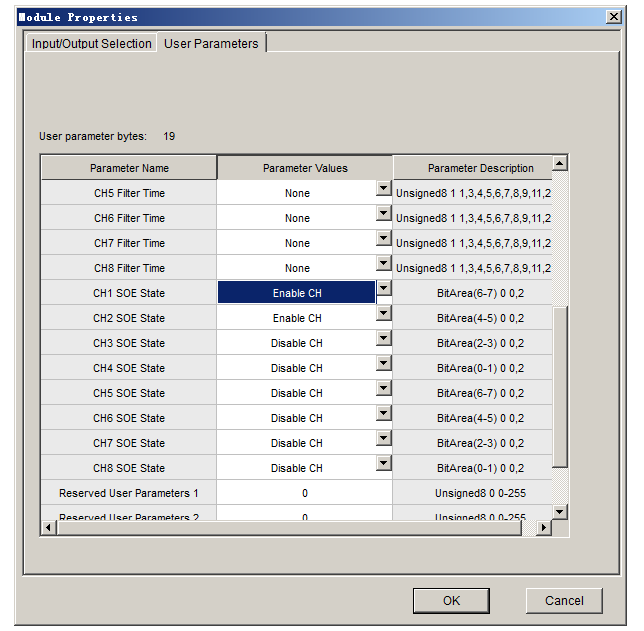 Module Properties
Input/Output Selection User Parameters
User parameter bytes: 19
Parameter Name Parameter Values Parameter Description
CH5 Filter Time None Unsigned8 1 1,3,4,5,6,7,8,9,11,2
CH6 Filter Time None Unsigned8 1 1,3,4,5,6,7,8,9,11,2
CH7 Filter Time None Unsigned8 1 1,3,4,5,6,7,8,9,11,2
CH8 Filter Time None Unsigned8 1 1,3,4,5,6,7,8,9,11,2
CH1 SOE State Enable CH BitArea(6-7) 0 0,2
CH2 SOE State Enable CH BitArea(4-5) 0 0,2
CH3 SOE State Disable CH BitArea(2-3) 0 0,2
CH4 SOE State Disable CH BitArea(0-1) 0 0,2
CH5 SOE State Disable CH BitArea(6-7) 0 0,2
CH6 SOE State Disable CH BitArea(4-5) 0 0,2
CH7 SOE State Disable CH BitArea(2-3) 0 0,2
CH8 SOE State Disable CH BitArea(0-1) 0 0,2
Reserved User Parameters 1 0 Unsigned8 0 0-255
Reserved User Parameters 2 0 Unsigned8 0 0-255
OK Cancel